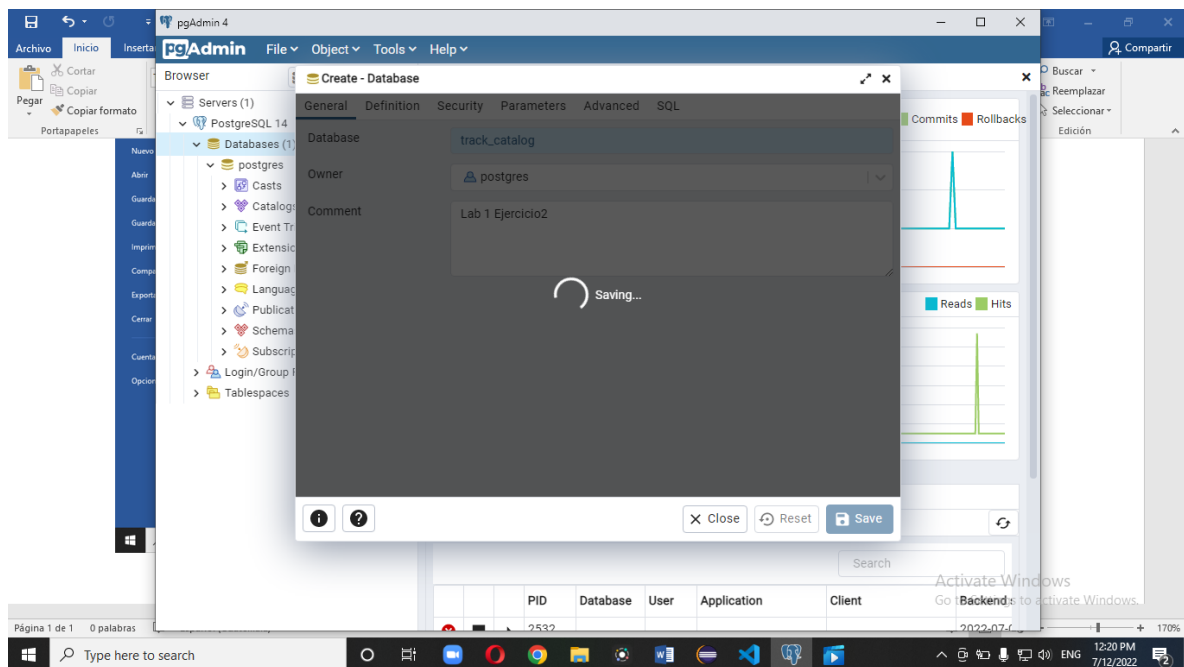 pgAdmin 4
Archivo Inicio Inserta
pgAdmin File Object Tools Help
Compartir
Cortar
Copiar
Pegar
Copiar formato
Portapapeles
Buscar
Reemplazar
Seleccionar
Edición
Browser
Servers (1)
PostgreSQL 14
Databases (1)
postgres
Casts
Catalogs
Event Tr
Extensic
Foreign
Languag
Publicat
Schema
Subscrip
Login/Group
Tablespaces
Nuevo
Abrir
Guarda
Guarda
Imprim
Compa
Exporta
Cerrar
Cuenta
Opcion
Create - Database
General Definition Security Parameters Advanced SQL
Database track_catalog
Owner postgres
Comment Lab 1 Ejercicio2
Saving...
Close Reset Save
Commits Rollbacks
Reads Hits
Search
PID Database User Application Client Backend
2532 2022-07-
Activate Windows
Go to Settings to activate Windows.
Página 1 de 1 0 palabras
170%
Type here to search
ENG
12:20 PM
7/12/2022
2